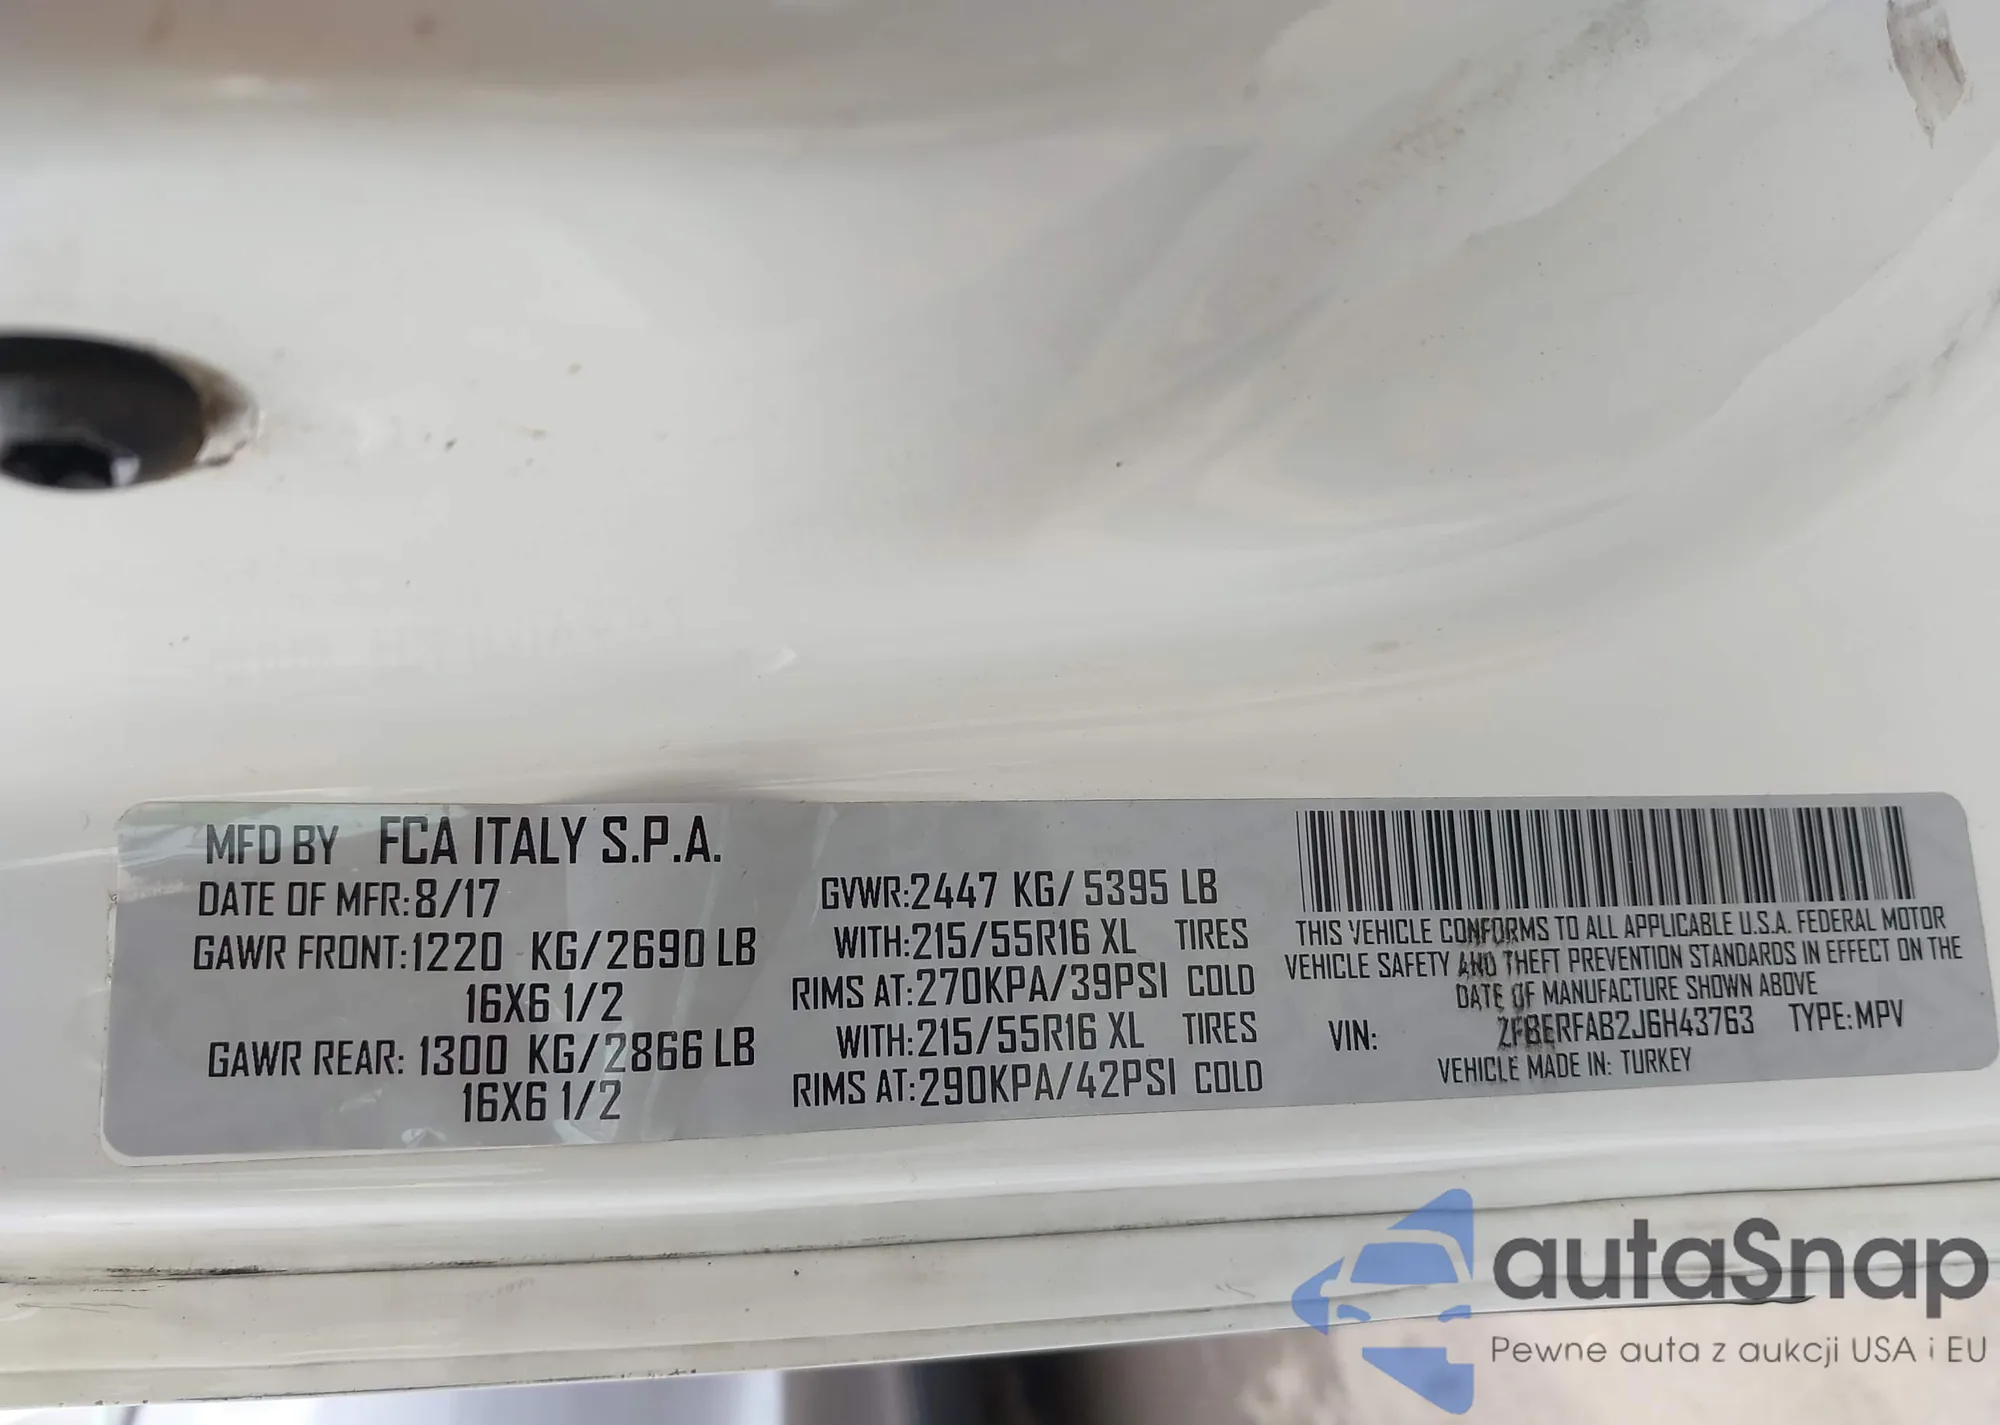 MFD BY FCA ITALY S.P.A.
DATE OF MFR:8/17
GAWR FRONT:1220 KG/2690 LB
16X6 1/2
GAWR REAR: 1300 KG/2866 LB
16X6 1/2
GVWR:2447 KG/ 5395 LB
WITH:215/55R16 XL TIRES
RIMS AT:270KPA/39PSI COLD
WITH:215/55R16 XL TIRES
RIMS AT:290KPA/42PSI COLD
THIS VEHICLE CONFORMS TO ALL APPLICABLE U.S.A. FEDERAL MOTOR
VEHICLE SAFETY AND THEFT PREVENTION STANDARDS IN EFFECT ON THE
DATE OF MANUFACTURE SHOWN ABOVE
VIN: ZFBERFAB2J6H43763 TYPE:MPV
VEHICLE MADE IN: TURKEY
autaSnap
Pewne auta z aukcji USA i EU